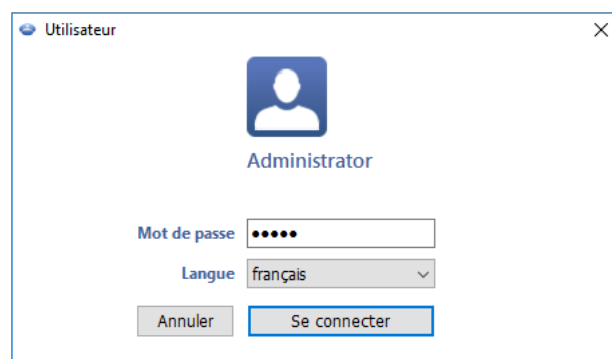 Utilisateur
Administrator
Mot de passe •••••
Langue français
Annuler Se connecter